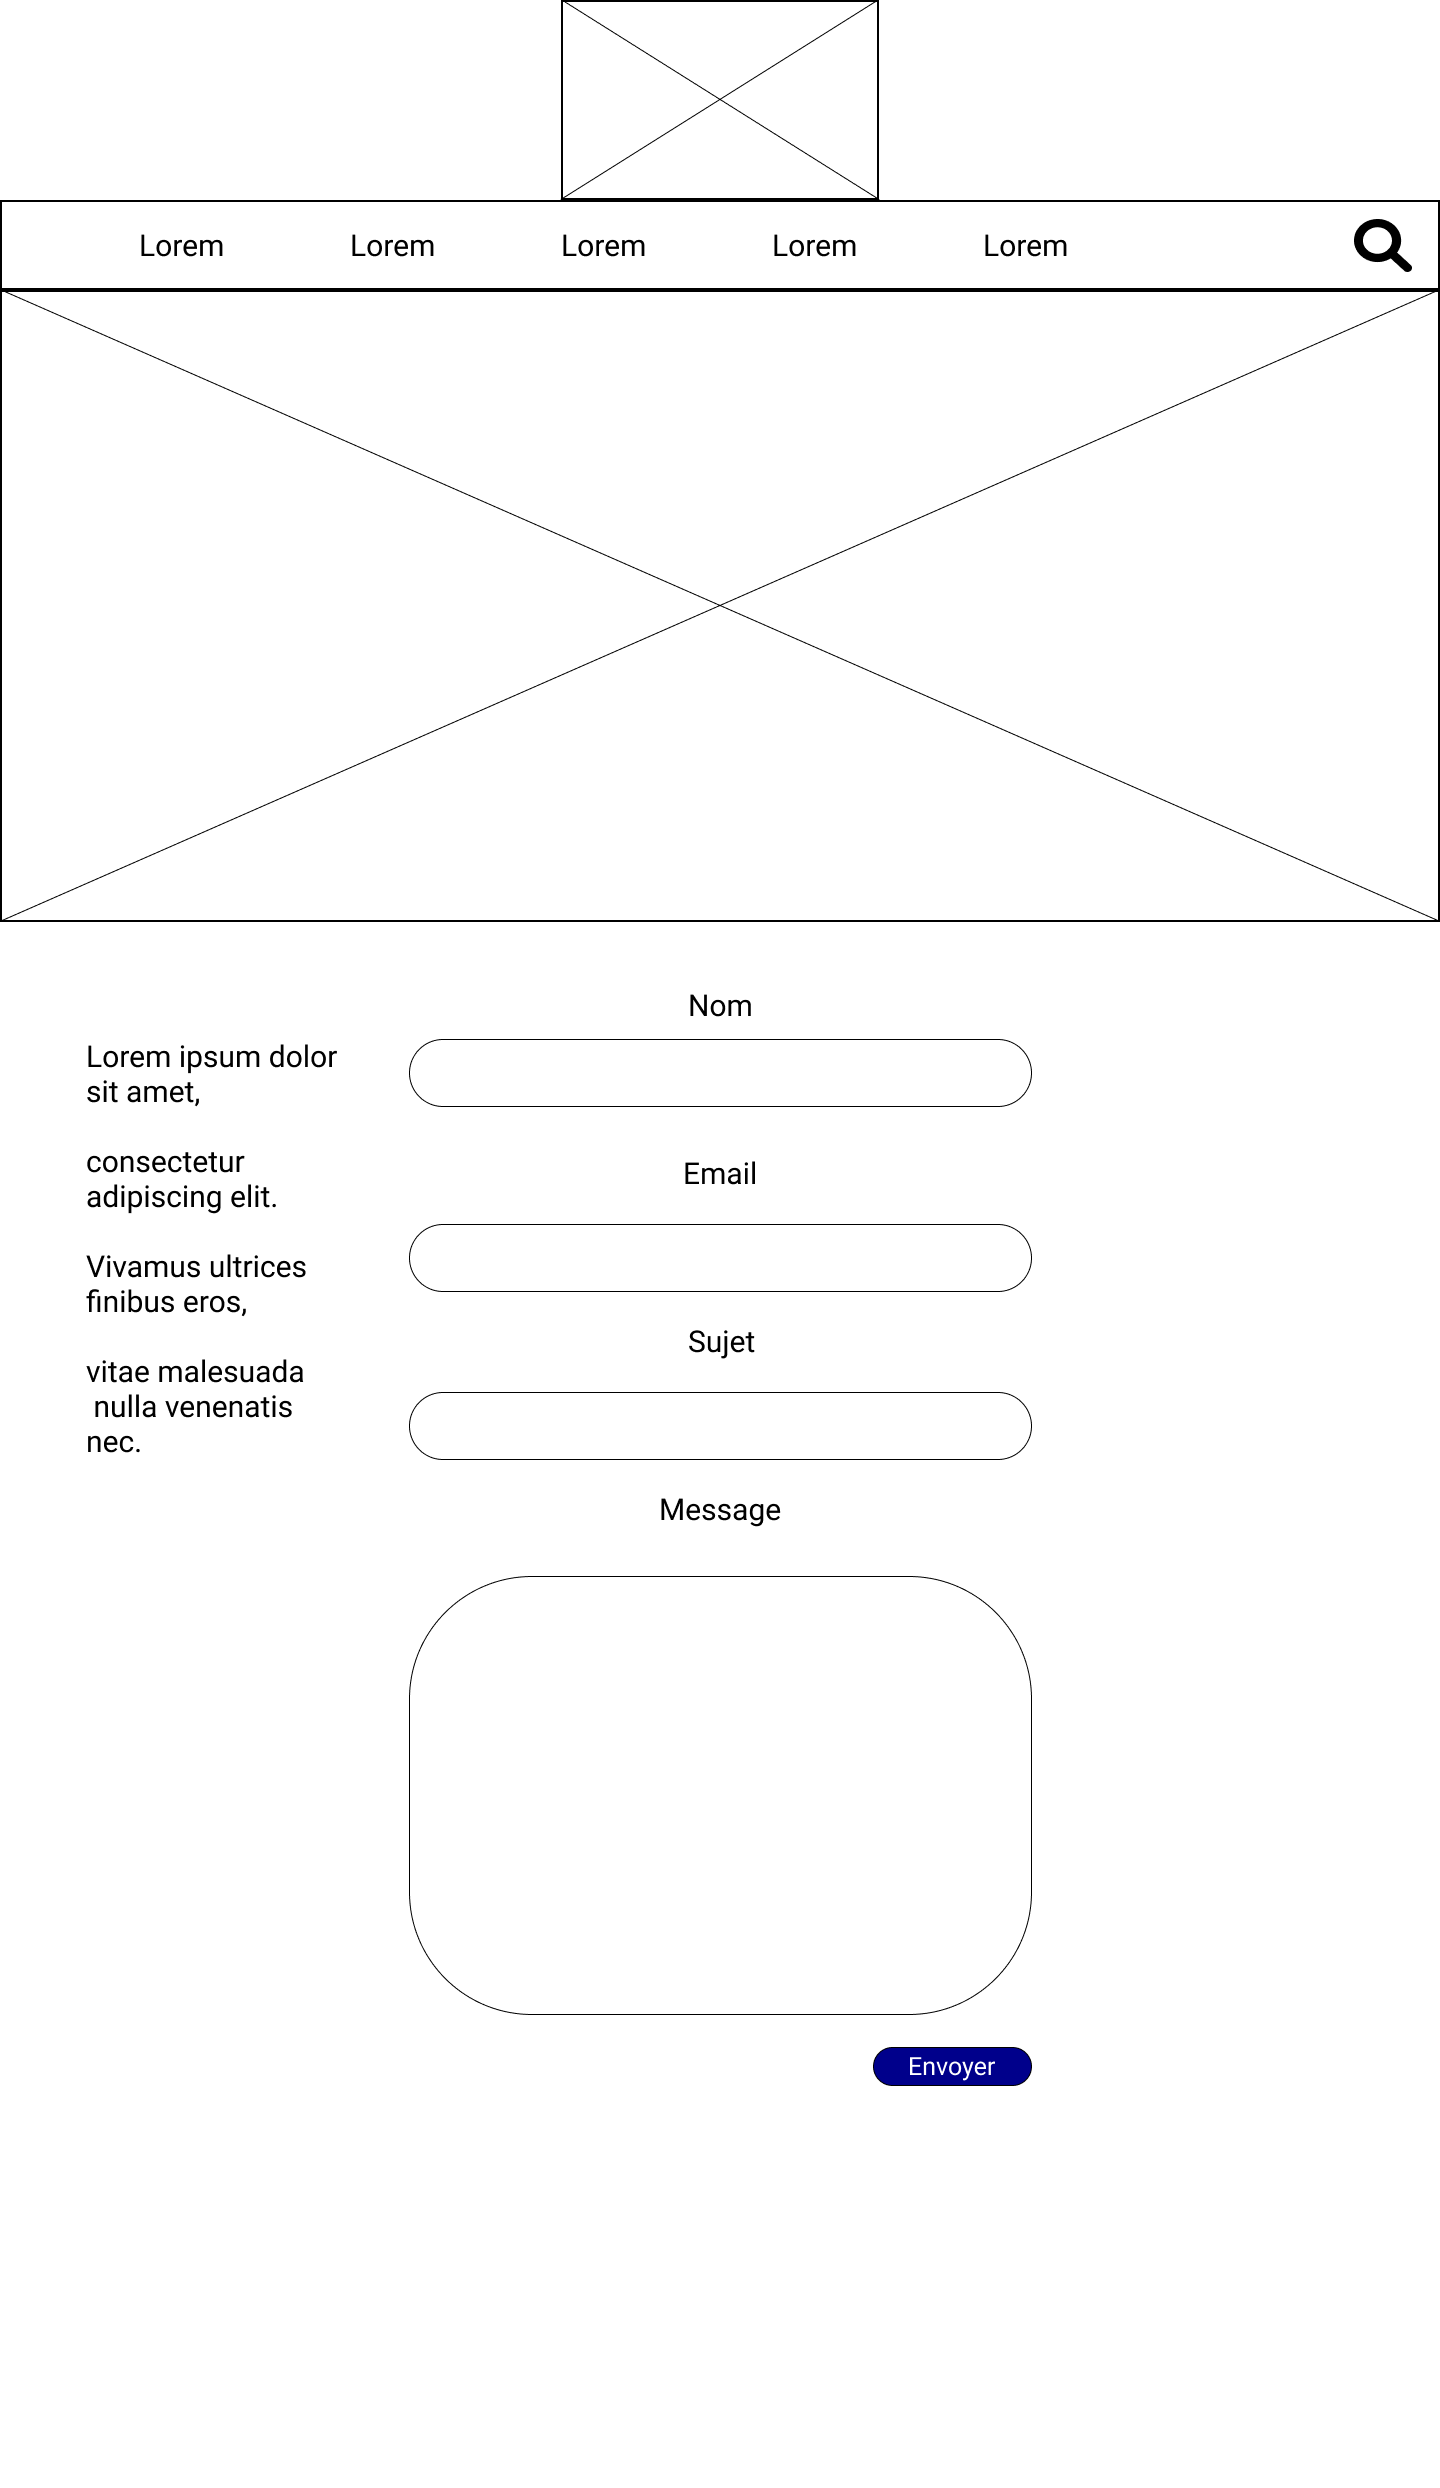 Lorem Lorem Lorem Lorem Lorem
Lorem ipsum dolor
sit amet,
consectetur
adipiscing elit.
Vivamus ultrices
finibus eros,
vitae malesuada
nulla venenatis
nec.
Nom
Email
Sujet
Message
Envoyer